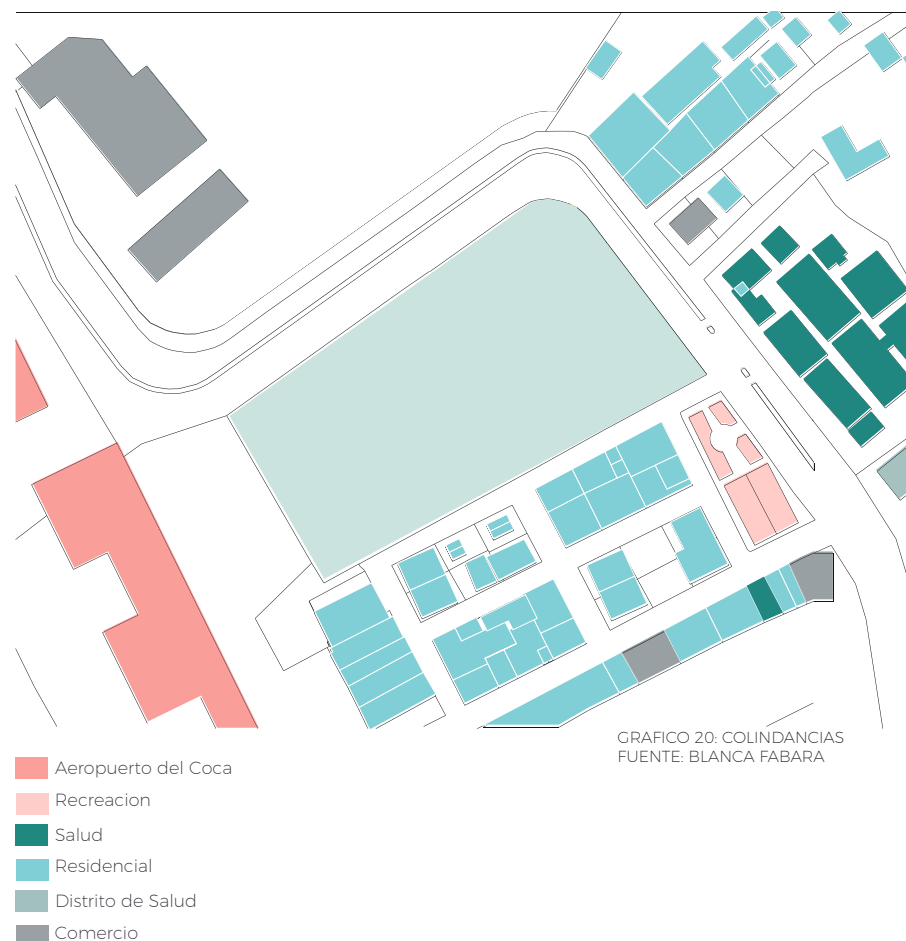 GRAFICO 20: COLINDANCIAS
FUENTE: BLANCA FABARA
Aeropuerto del Coca
Recreacion
Salud
Residencial
Distrito de Salud
Comercio